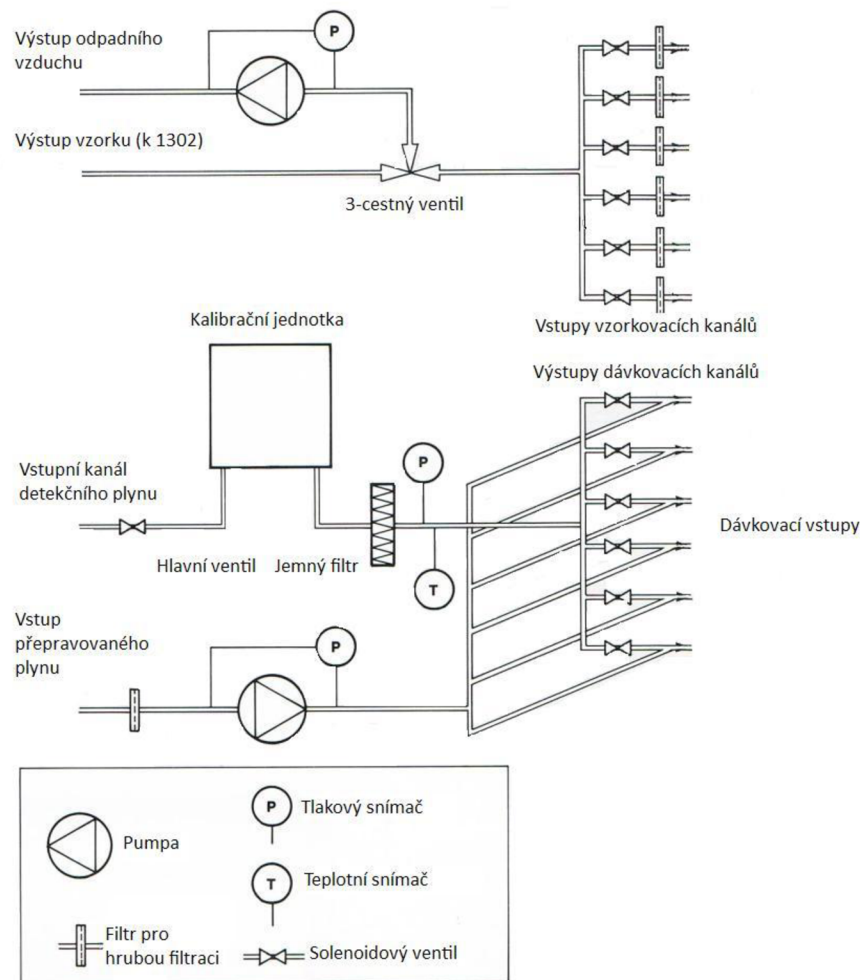 Výstup odpadního
vzduchu
P
Výstup vzorku (k 1302)
3-cestný ventil
Vstupy vzorkovacích kanálů
Kalibrační jednotka
Výstupy dávkovacích kanálů
Vstupní kanál
detekčního plynu
P
Dávkovací vstupy
Hlavní ventil
Jemný filtr
T
Vstup
přepravovaného
plynu
P
P
Tlakový snímač
Pumpa
T
Teplotní snímač
Filtr pro
hrubou filtraci
Solenoidový ventil